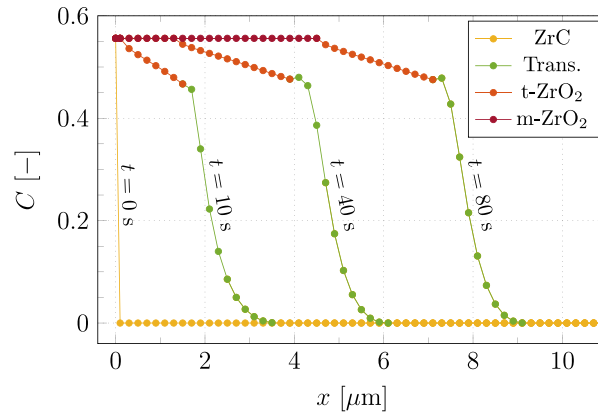 0.6
0.4
0.2
0
C [−]
0 2 4 6 8 10
x [μm]
t = 0 s
t = 10 s
t = 40 s
t = 80 s
ZrC
Trans.
t-ZrO₂
m-ZrO₂